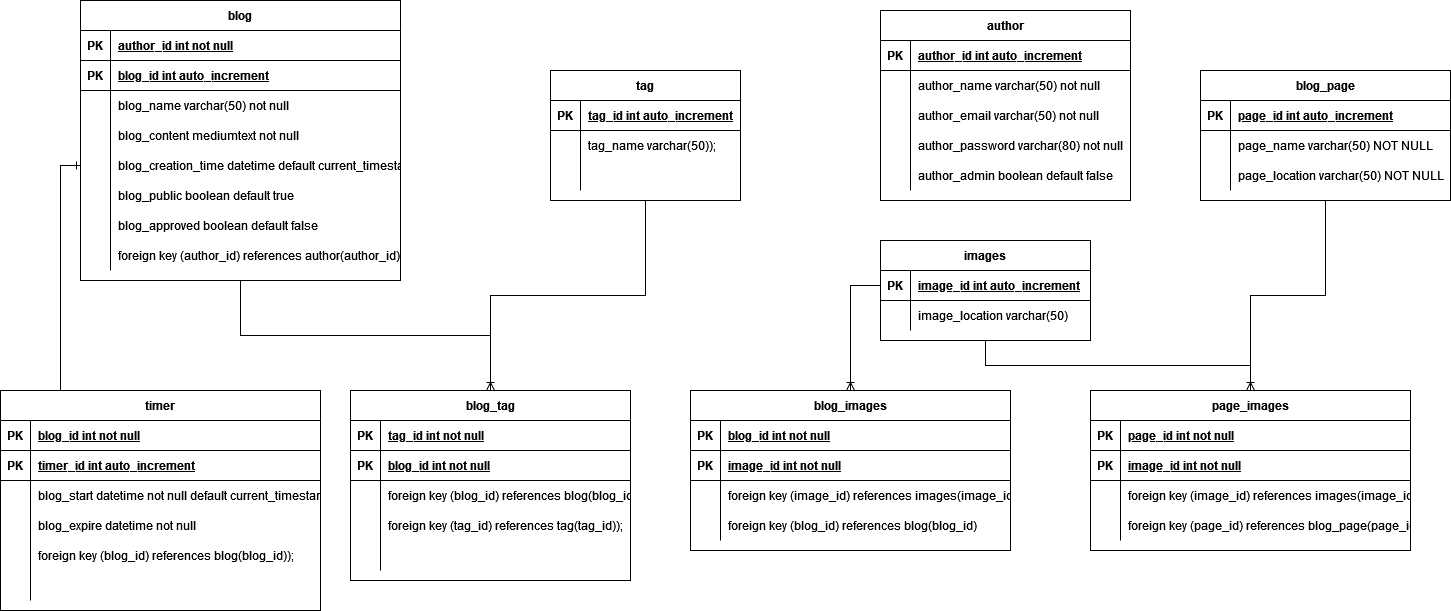 blog
PK author_id int not null
PK blog_id int auto_increment
blog_name varchar(50) not null
blog_content mediumtext not null
blog_creation_time datetime default current_timesta
blog_public boolean default true
blog_approved boolean default false
foreign key (author_id) references author(author_id)
tag
PK tag_id int auto_increment
tag_name varchar(50));
author
PK author_id int auto_increment
author_name varchar(50) not null
author_email varchar(50) not null
author_password varchar(80) not null
author_admin boolean default false
blog_page
PK page_id int auto_increment
page_name varchar(50) NOT NULL
page_location varchar(50) NOT NULL
images
PK image_id int auto_increment
image_location varchar(50)
timer
PK blog_id int not null
PK timer_id int auto_increment
blog_start datetime not null default current_timestar
blog_expire datetime not null
foreign key (blog_id) references blog(blog_id));
blog_tag
PK tag_id int not null
PK blog_id int not null
foreign key (blog_id) references blog(blog_id
foreign key (tag_id) references tag(tag_id));
blog_images
PK blog_id int not null
PK image_id int not null
foreign key (image_id) references images(image_id
foreign key (blog_id) references blog(blog_id)
page_images
PK page_id int not null
PK image_id int not null
foreign key (image_id) references images(image_id
foreign key (page_id) references blog_page(page_id